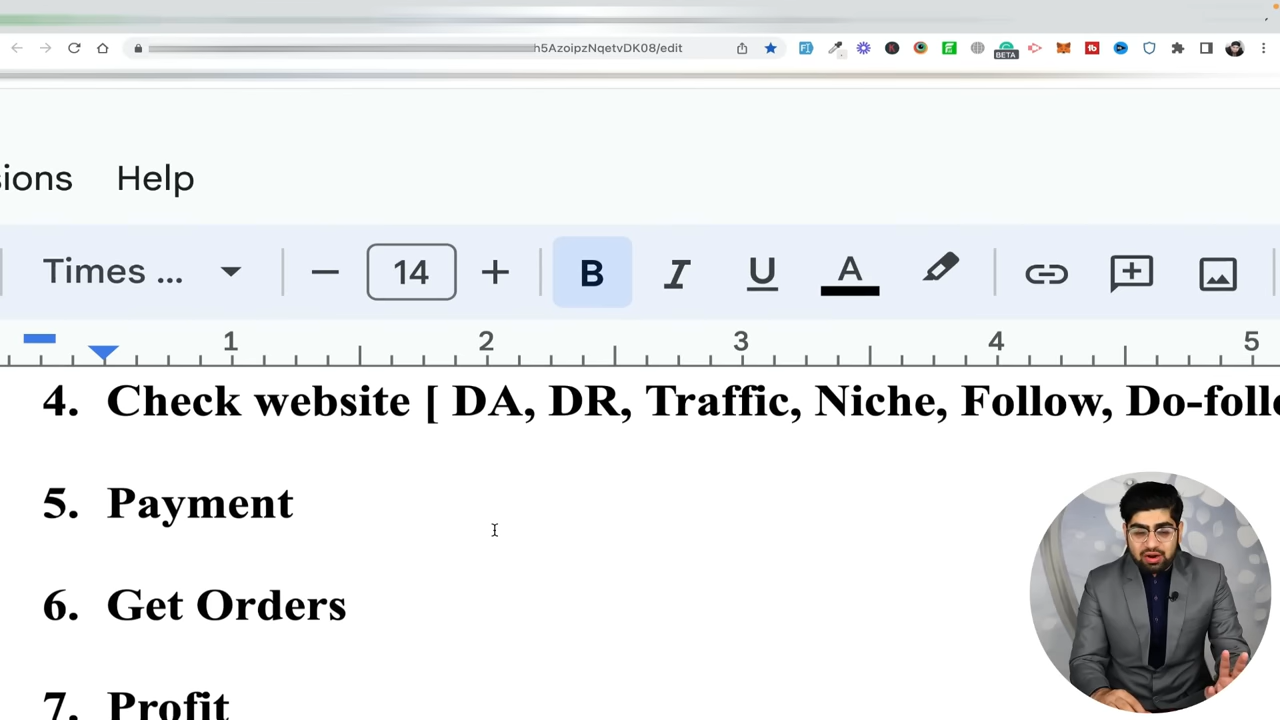 h5AzoipzNqetvDK08/edit
BETA
sions Help
Times ... 14 B I U A
1 2 3 4 5
4. Check website [ DA, DR, Traffic, Niche, Follow, Do-follo
5. Payment
6. Get Orders
7. Profit